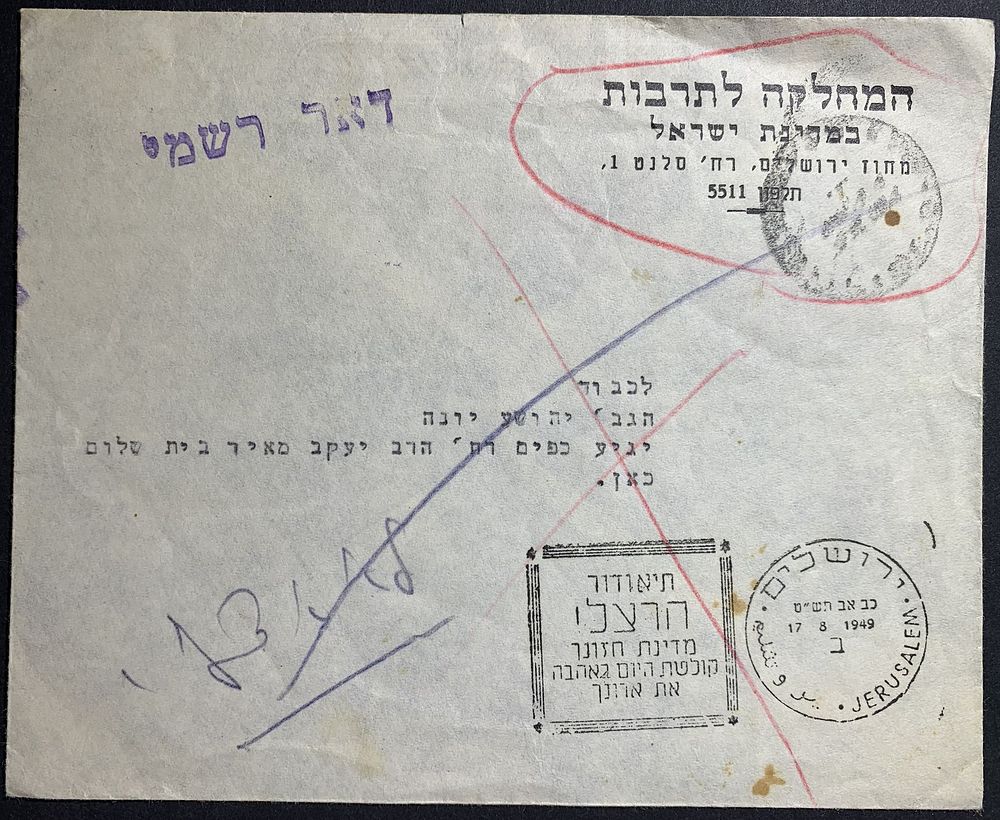 המחלקה לתרבות
במדינת ישראל
מחוז ירושלים, רח׳ סלנט 1,
תלפון 5511
דאר רשמי
לכבוד
הגב׳ יהושע יונה
יגיע כפים רח׳ הרב יעקב מאיר בית שלום
כאן.
תיאודור
הרצל
מדינת חזונך
קולטת היום באהבה
את ארונך
ירושלים
כב אב תש״ט
17 8 1949
ב
JERUSALEM